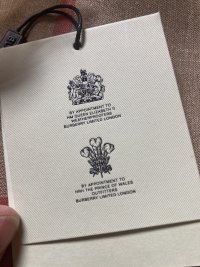 BY APPOINTMENT TO
HM QUEEN ELIZABETH II
WEATHERPROOFERS
BURBERRY LIMITED LONDON
BY APPOINTMENT TO
HRH THE PRINCE OF WALES
OUTFITTERS
BURBERRY LIMITED LONDON